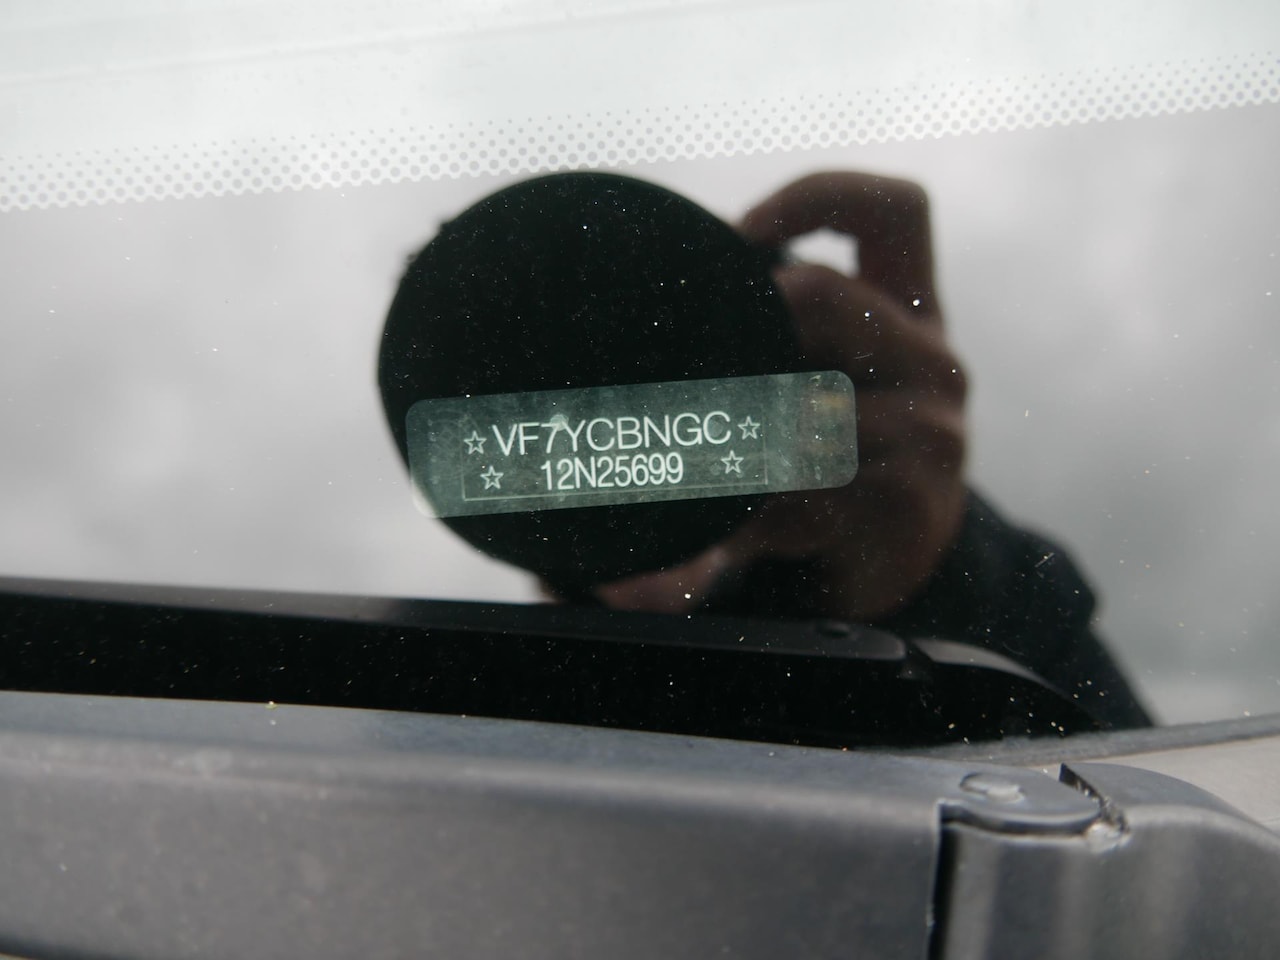 ☆VF7YCBNGC☆
☆ 12N25699 ☆